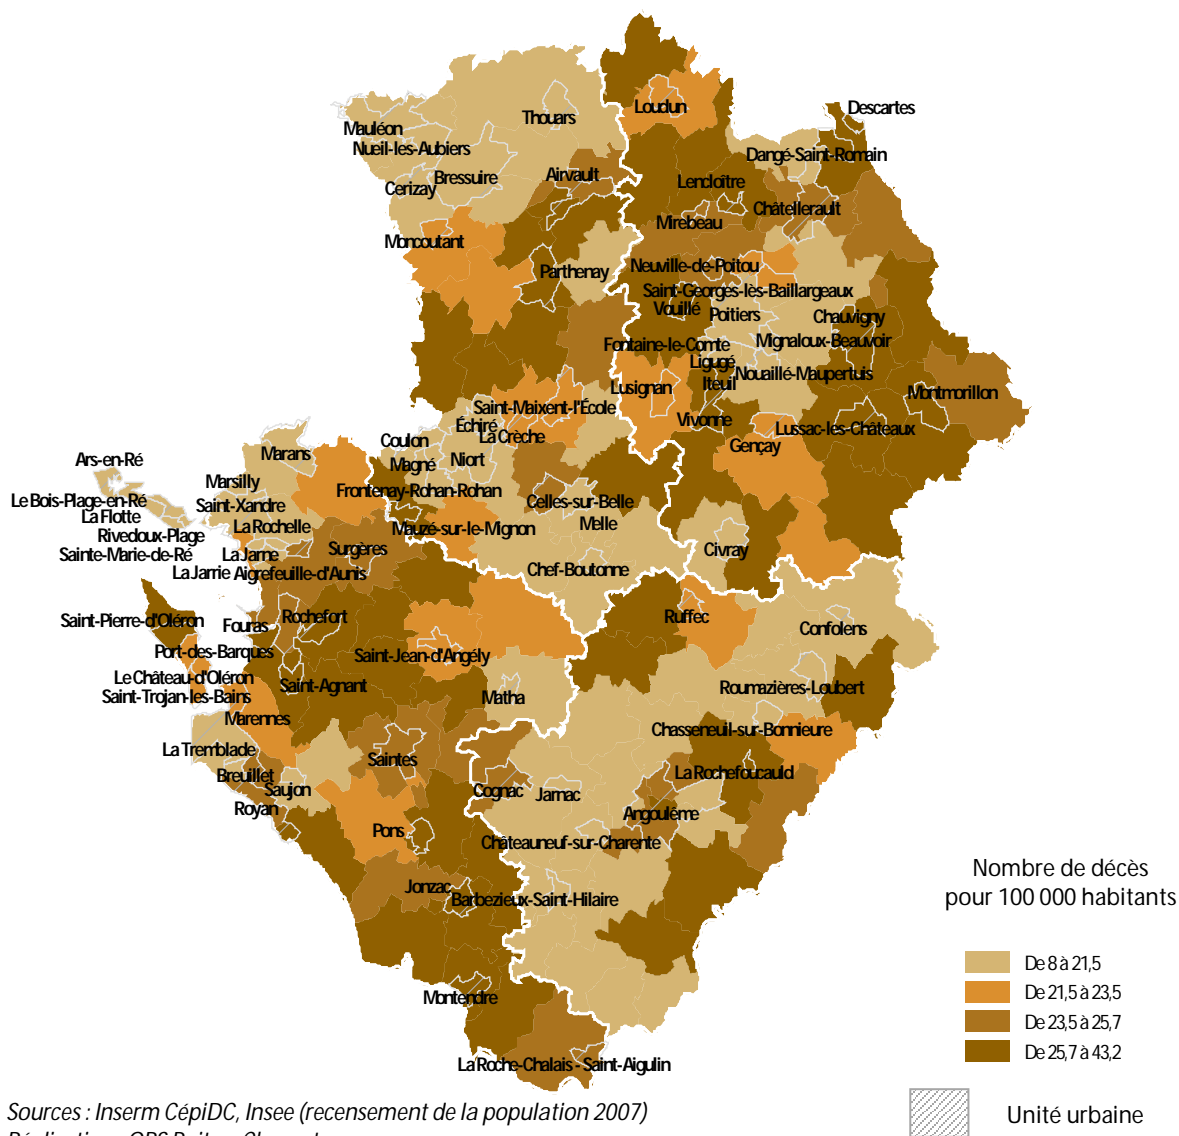 Descartes
Loudun
Thouars
Mauléon
Nueil-les-Aubiers
Dangé-Saint-Romain
Airvault
Bressuire
Cerizay
Lencloître
Châtellerault
Mirebeau
Moncoutant
Parthenay
Neuville-de-Poitou
Saint-Georges-lès-Baillargeaux
Vouillé
Poitiers
Chauvigny
Fontaine-le-Comte
Mignaloux-Beauvoir
Ligugé
Nouaillé-Maupertuis
Iteuil
Lusignan
Montmorillon
Saint-Maixent-l'École
Vivonne
Échiré
La Crèche
Lussac-les-Châteaux
Gençay
Coulon
Marans
Ars-en-Ré
Magné
Niort
Marsilly
Frontenay-Rohan-Rohan
Le Bois-Plage-en-Ré
Saint-Xandre
Celles-sur-Belle
La Flotte
La Rochelle
Melle
Rivedoux-Plage
Mauzé-sur-le-Mignon
Sainte-Marie-de-Ré
La Jarne
Surgères
Civray
La Jarrie
Aigrefeuille-d'Aunis
Chef-Boutonne
Saint-Pierre-d'Oléron
Fouras
Rochefort
Ruffec
Confolens
Port-des-Barques
Saint-Jean-d'Angély
Le Château-d'Oléron
Saint-Agnant
Saint-Trojan-les-Bains
Matha
Roumazières-Loubert
Marennes
Chasseneuil-sur-Bonnieure
La Tremblade
Saintes
Breuillet
La Rochefoucauld
Saujon
Cognac
Jarnac
Royan
Angoulême
Pons
Châteauneuf-sur-Charente
Jonzac
Barbezieux-Saint-Hilaire
Montendre
La Roche-Chalais - Saint-Aigulin
Nombre de décès
pour 100 000 habitants
De 8 à 21,5
De 21,5 à 23,5
De 23,5 à 25,7
De 25,7 à 43,2
Unité urbaine
Sources : Inserm CépiDC, Insee (recensement de la population 2007)